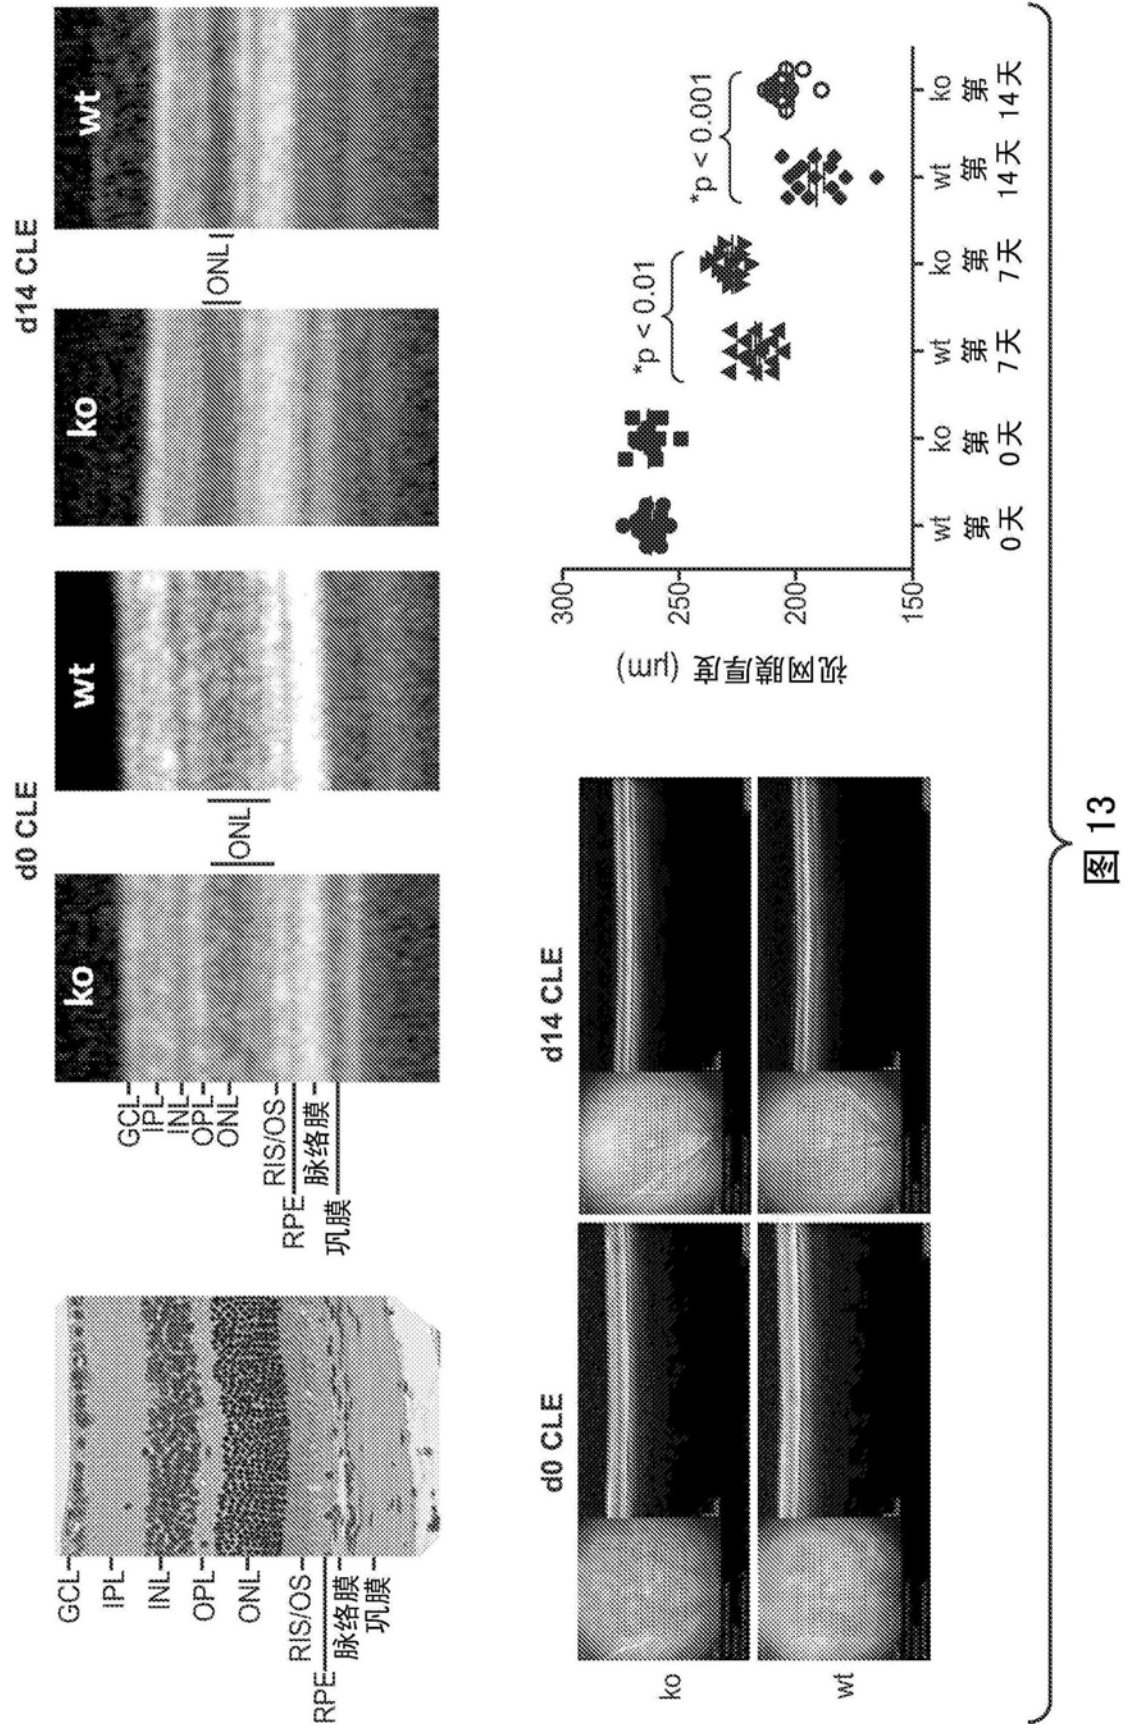 GCL
IPL
INL
OPL
ONL
RIS/OS
RPE
脉络膜
巩膜
GCL
IPL
INL
OPL
ONL
RIS/OS
RPE
脉络膜
巩膜
d0 CLE
ko
ONL
wt
d14 CLE
ko
ONL
wt
d0 CLE
d14 CLE
ko
wt
视网膜厚度 (μm)
300
250
200
150
*p < 0.01
*p < 0.001
wt
第
0天
ko
第
0天
wt
第
7天
ko
第
7天
wt
第
14天
ko
第
14天
图 13